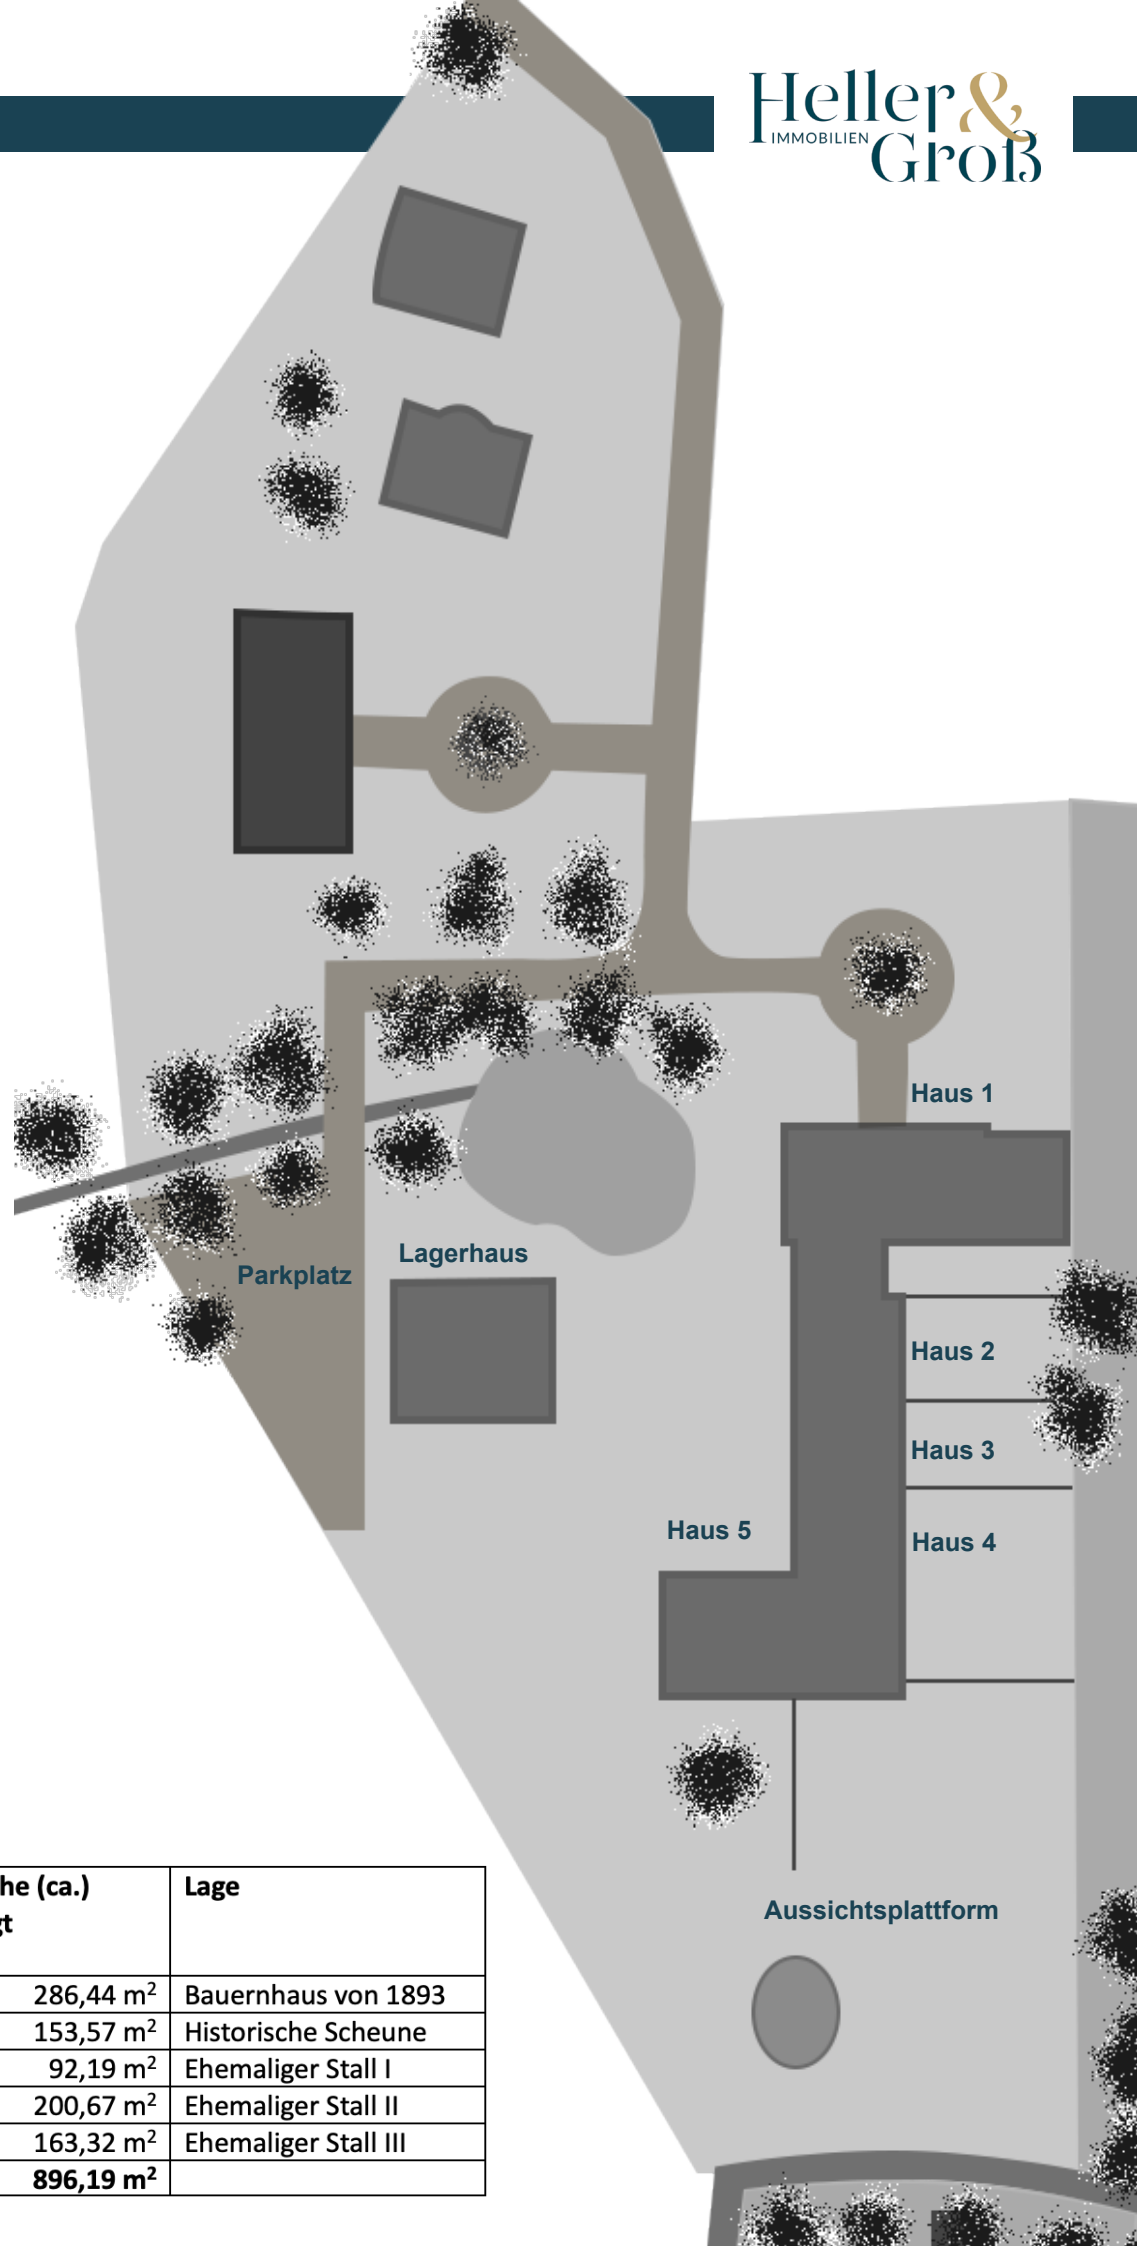 Heller &
IMMOBILIEN
Groß
Haus 1
Lagerhaus
Parkplatz
Haus 2
Haus 3
Haus 5
Haus 4
Aussichtsplattform
he (ca.) Lage
gt
286,44 m² Bauernhaus von 1893
153,57 m² Historische Scheune
92,19 m² Ehemaliger Stall I
200,67 m² Ehemaliger Stall II
163,32 m² Ehemaliger Stall III
896,19 m²